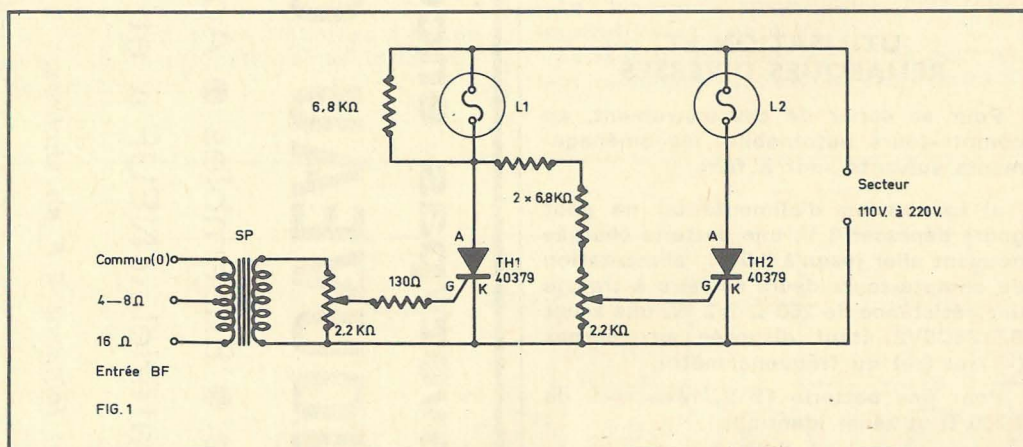 6,8 KΩ
L1
L2
2 × 6,8KΩ
Secteur
110V. à 220V.
SP
A
A
Commun(0)
TH1
40379
TH2
40379
130Ω
G
K
G
K
4—8Ω
2,2 KΩ
2,2 KΩ
16 Ω
Entrée BF
FIG. 1